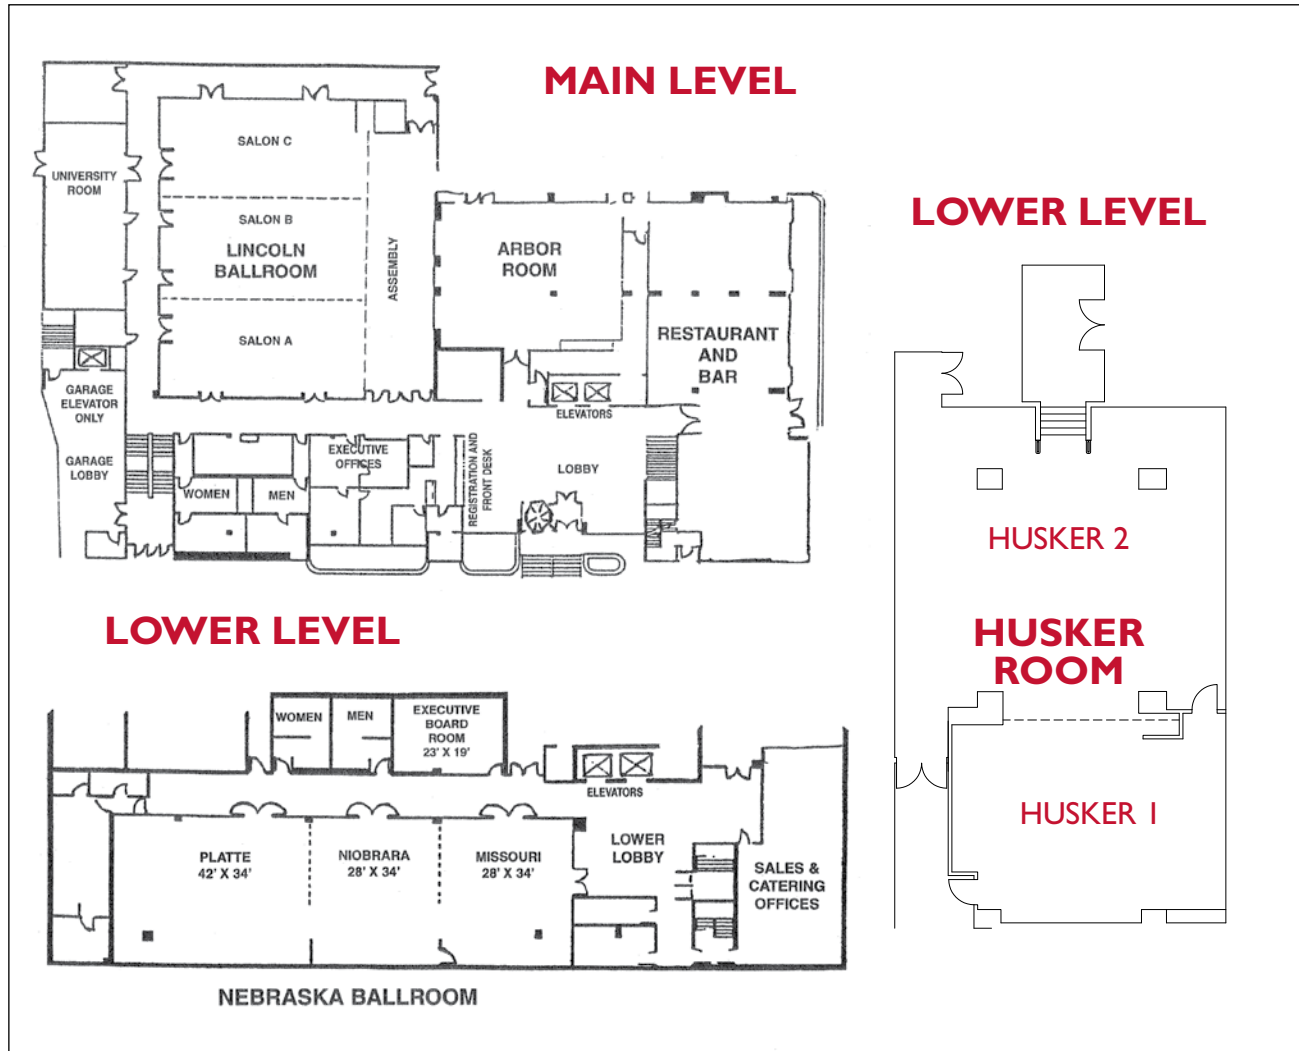 MAIN LEVEL
SALON C
UNIVERSITY
ROOM
SALON B
LINCOLN
BALLROOM
ASSEMBLY
SALON A
ARBOR
ROOM
RESTAURANT
AND
BAR
GARAGE
ELEVATOR
ONLY
GARAGE
LOBBY
ELEVATORS
EXECUTIVE
OFFICES
REGISTRATION AND
FRONT DESK
LOBBY
WOMEN
MEN
LOWER LEVEL
HUSKER 2
HUSKER
ROOM
HUSKER 1
LOWER LEVEL
WOMEN
MEN
EXECUTIVE
BOARD
ROOM
23' X 19'
ELEVATORS
PLATTE
42' X 34'
NIOBRARA
28' X 34'
MISSOURI
28' X 34'
LOWER
LOBBY
SALES &
CATERING
OFFICES
NEBRASKA BALLROOM